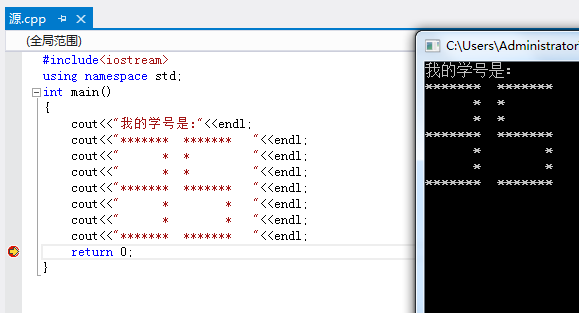 源.cpp
(全局范围)
#include<iostream>
using namespace std;
int main()
{
    cout<<"我的学号是:"<<endl;
    cout<<"*******  *******   "<<endl;
    cout<<"      *  *         "<<endl;
    cout<<"      *  *         "<<endl;
    cout<<"*******  *******   "<<endl;
    cout<<"      *        *   "<<endl;
    cout<<"      *        *   "<<endl;
    cout<<"*******  *******   "<<endl;
    return 0;
}
C:\Users\Administrator
我的学号是:
*******  *******
      *  *
      *  *
*******  *******
      *        *
      *        *
*******  *******